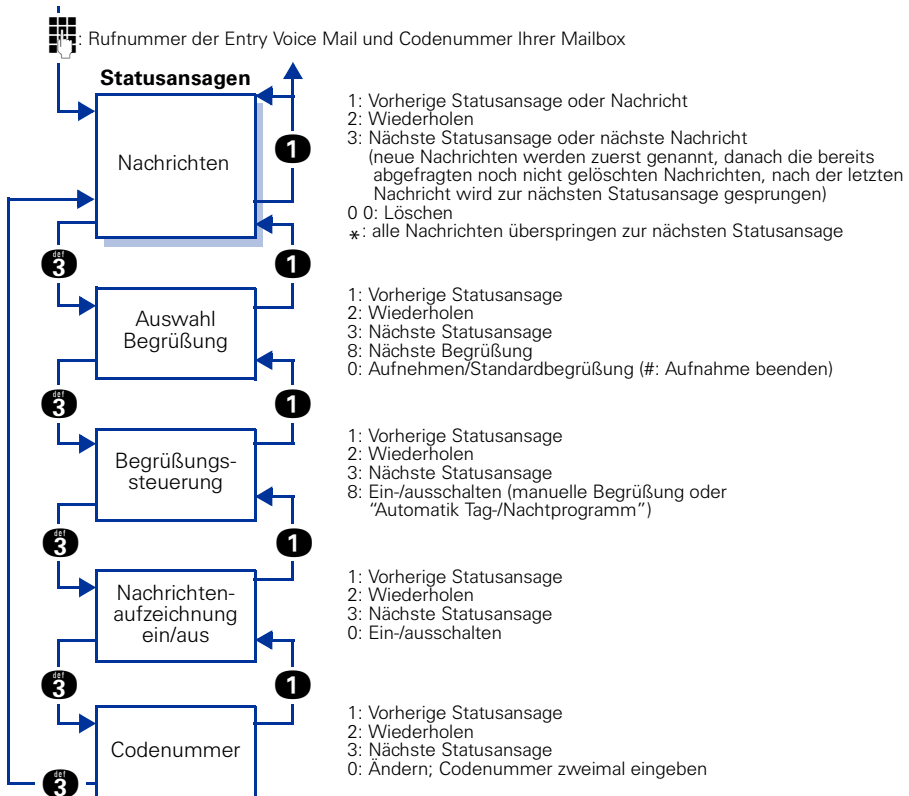 : Rufnummer der Entry Voice Mail und Codenummer Ihrer Mailbox
Statusansagen
Nachrichten
1
1: Vorherige Statusansage oder Nachricht
2: Wiederholen
3: Nächste Statusansage oder nächste Nachricht
(neue Nachrichten werden zuerst genannt, danach die bereits
abgefragten noch nicht gelöschten Nachrichten, nach der letzten
Nachricht wird zur nächsten Statusansage gesprungen)
0 0: Löschen
*: alle Nachrichten überspringen zur nächsten Statusansage
def
3
1
Auswahl
Begrüßung
1: Vorherige Statusansage
2: Wiederholen
3: Nächste Statusansage
8: Nächste Begrüßung
0: Aufnehmen/Standardbegrüßung (#: Aufnahme beenden)
def
3
1
Begrüßungs-
steuerung
1: Vorherige Statusansage
2: Wiederholen
3: Nächste Statusansage
8: Ein-/ausschalten (manuelle Begrüßung oder
“Automatik Tag-/Nachtprogramm”)
def
3
1
Nachrichten-
aufzeichnung
ein/aus
1: Vorherige Statusansage
2: Wiederholen
3: Nächste Statusansage
0: Ein-/ausschalten
def
3
1
Codenummer
1: Vorherige Statusansage
2: Wiederholen
3: Nächste Statusansage
0: Ändern; Codenummer zweimal eingeben
def
3